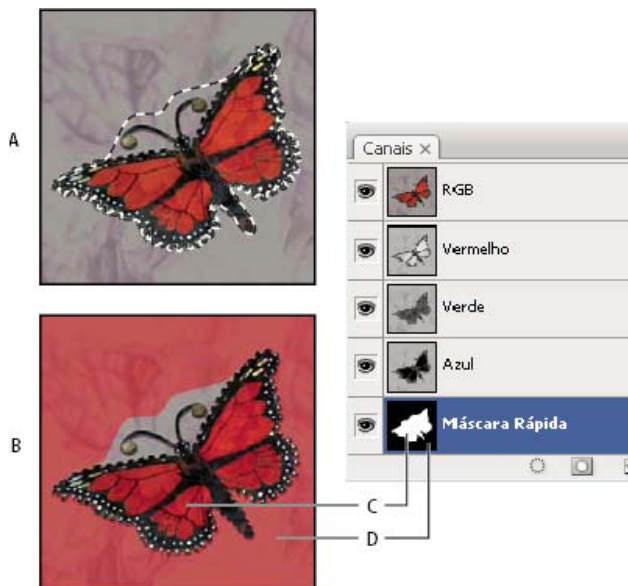 A
Canais ×
RGB
Vermelho
Verde
Azul
B
Máscara Rápida
C
D